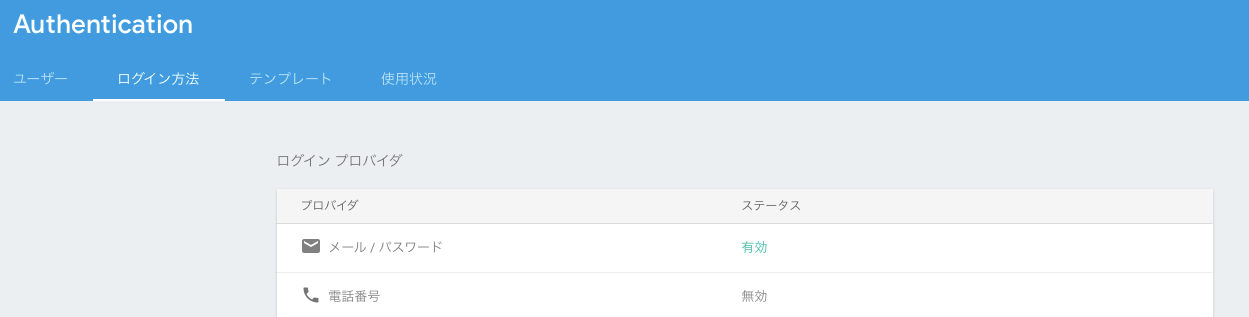 Authentication
ユーザー ログイン方法 テンプレート 使用状況
ログイン プロバイダ
プロバイダ ステータス
メール / パスワード 有効
電話番号 無効